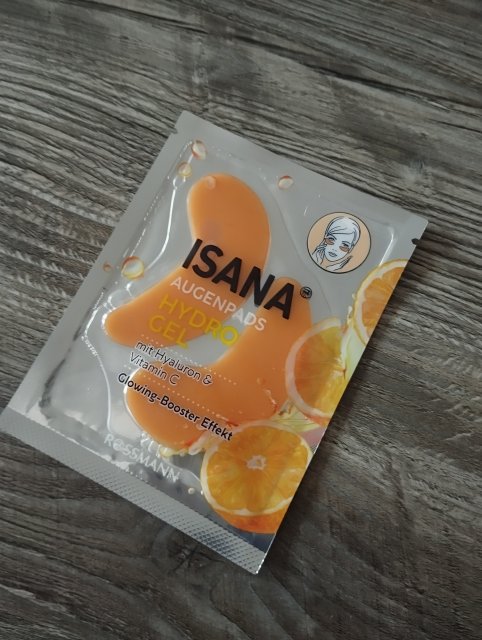 ISANA®
AUGENPADS
HYDRO
GEL
mit Hyaluron &
Vitamin C
Glowing-Booster Effekt
ROSSMANN